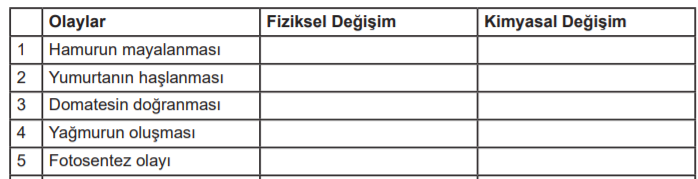 Olaylar Fiziksel Değişim Kimyasal Değişim
1 Hamurun mayalanması
2 Yumurtanın haşlanması
3 Domatesin doğranması
4 Yağmurun oluşması
5 Fotosentez olayı